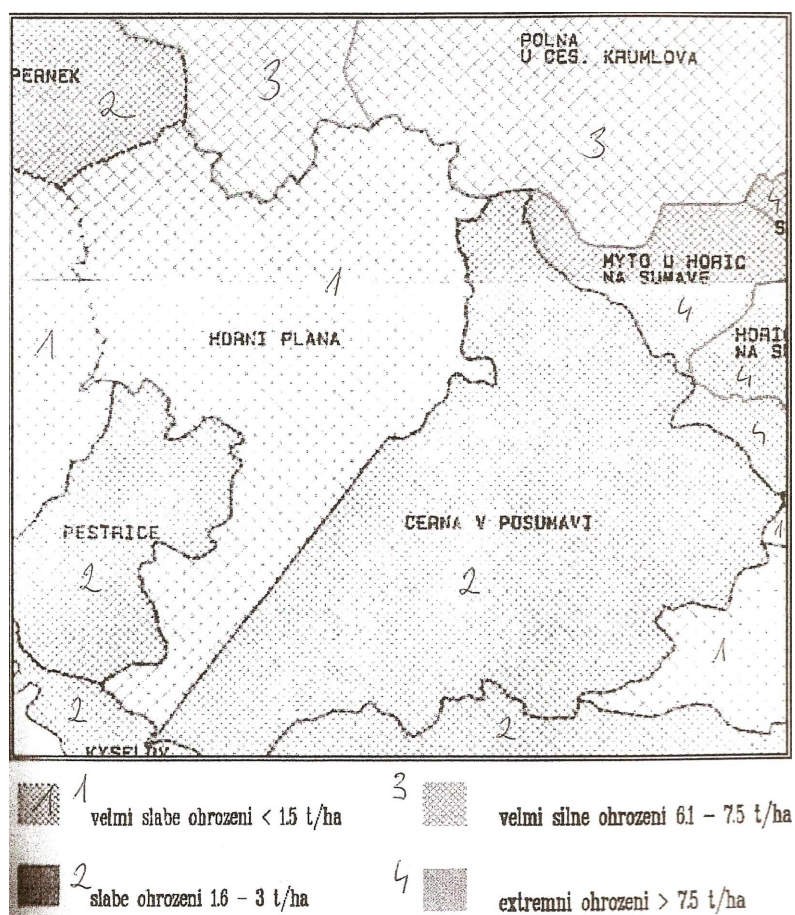 POLNA
U CES. KRUMLOVA
PERNEK
2
3
3
4
S
MYTO U HORIC
NA SUMAVE
1
4
1
HORNI PLANA
HORIC
NA SU
4
4
PESTRICE
CERNA V POSUMAVI
1
2
2
1
2
2
KYSELOV
1 1 velmi slabe ohrozeni < 1.5 t/ha
3 velmi silne ohrozeni 6.1 - 7.5 t/ha
2 slabe ohrozeni 1.6 - 3 t/ha
4 extremni ohrozeni > 7.5 t/ha